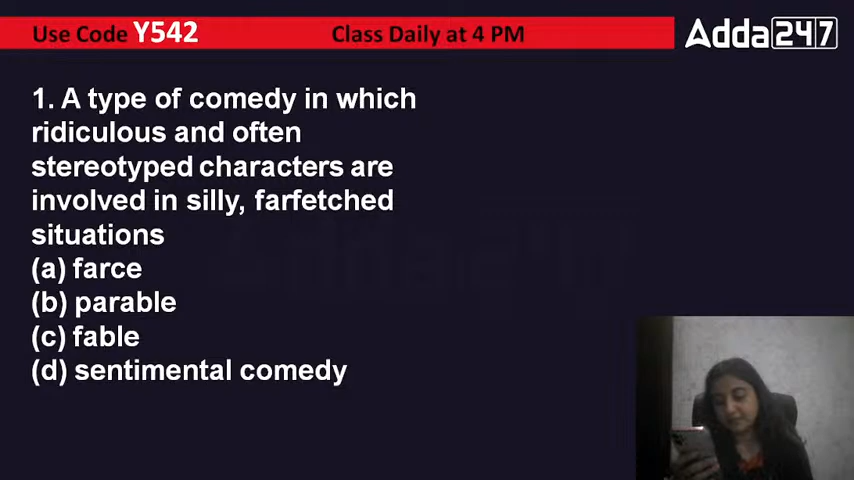 Use Code Y542 Class Daily at 4 PM Adda247
1. A type of comedy in which
ridiculous and often
stereotyped characters are
involved in silly, farfetched
situations
(a) farce
(b) parable
(c) fable
(d) sentimental comedy